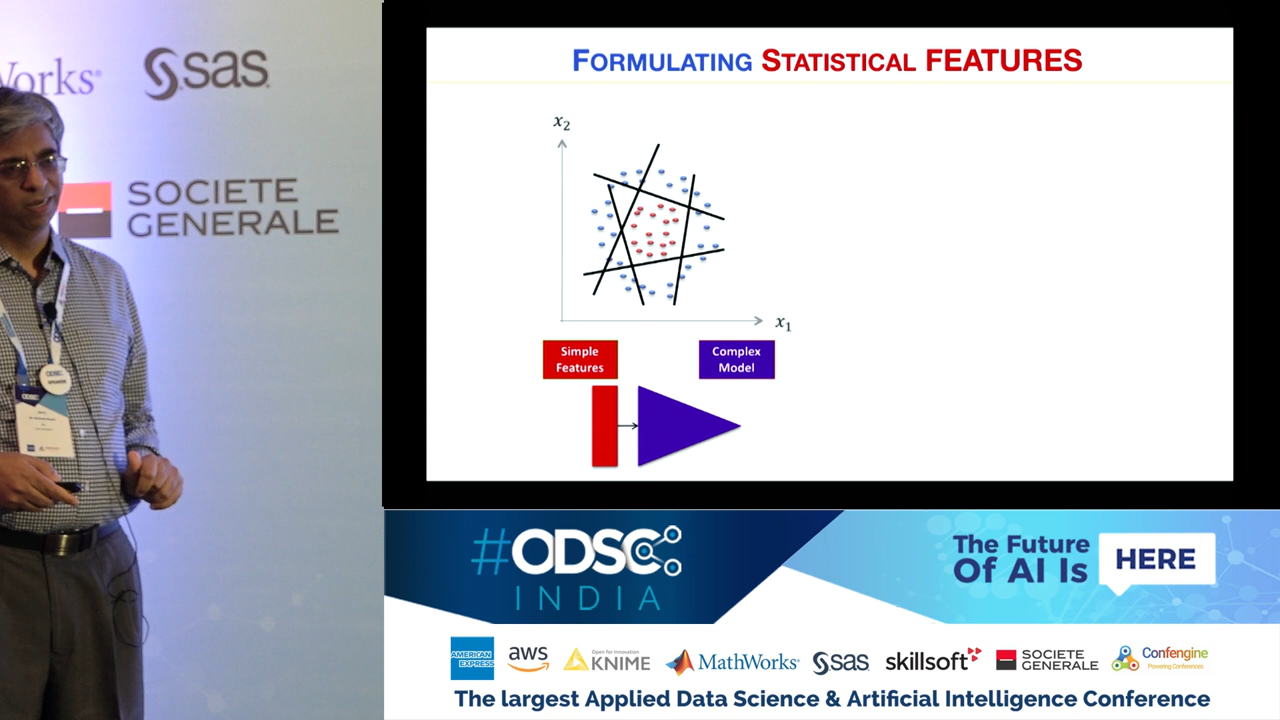 Works®
sas
SOCIETE
GENERALE
ODSC
SPEAKER
FORMULATING STATISTICAL FEATURES
x2
x1
Simple
Features
Complex
Model
#ODSC
INDIA
The Future
Of AI Is
HERE
AMERICAN
EXPRESS
aws
Open for Innovation
KNIME
MathWorks®
sas
skillsoft
SOCIETE
GENERALE
Confengine
Powering Conferences
The largest Applied Data Science & Artificial Intelligence Conference